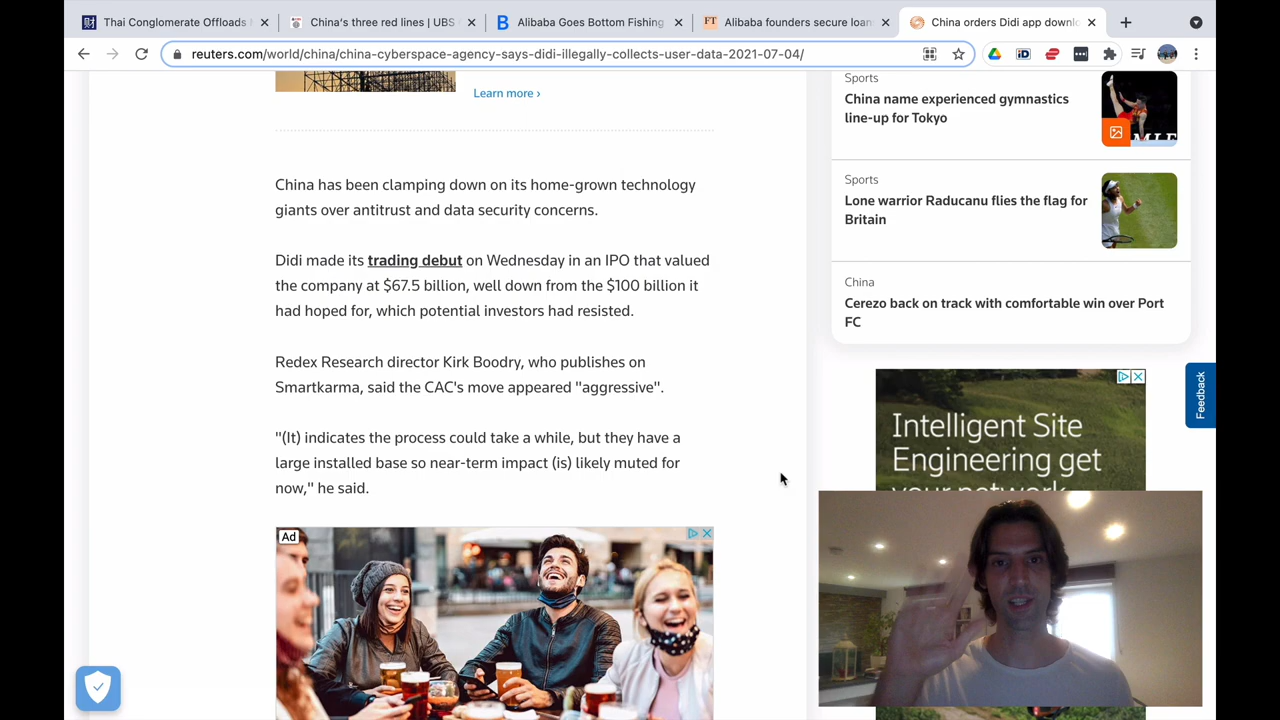 Thai Conglomerate Offloads
China's three red lines | UBS
Alibaba Goes Bottom Fishing
Alibaba founders secure loan
China orders Didi app downl
reuters.com/world/china/china-cyberspace-agency-says-didi-illegally-collects-user-data-2021-07-04/
Learn more ›
China has been clamping down on its home-grown technology
giants over antitrust and data security concerns.
Didi made its trading debut on Wednesday in an IPO that valued
the company at $67.5 billion, well down from the $100 billion it
had hoped for, which potential investors had resisted.
Redex Research director Kirk Boodry, who publishes on
Smartkarma, said the CAC's move appeared "aggressive".
"(It) indicates the process could take a while, but they have a
large installed base so near-term impact (is) likely muted for
now," he said.
Ad
Sports
China name experienced gymnastics
line-up for Tokyo
Sports
Lone warrior Raducanu flies the flag for
Britain
China
Cerezo back on track with comfortable win over Port
FC
Feedback
Intelligent Site
Engineering get
your network